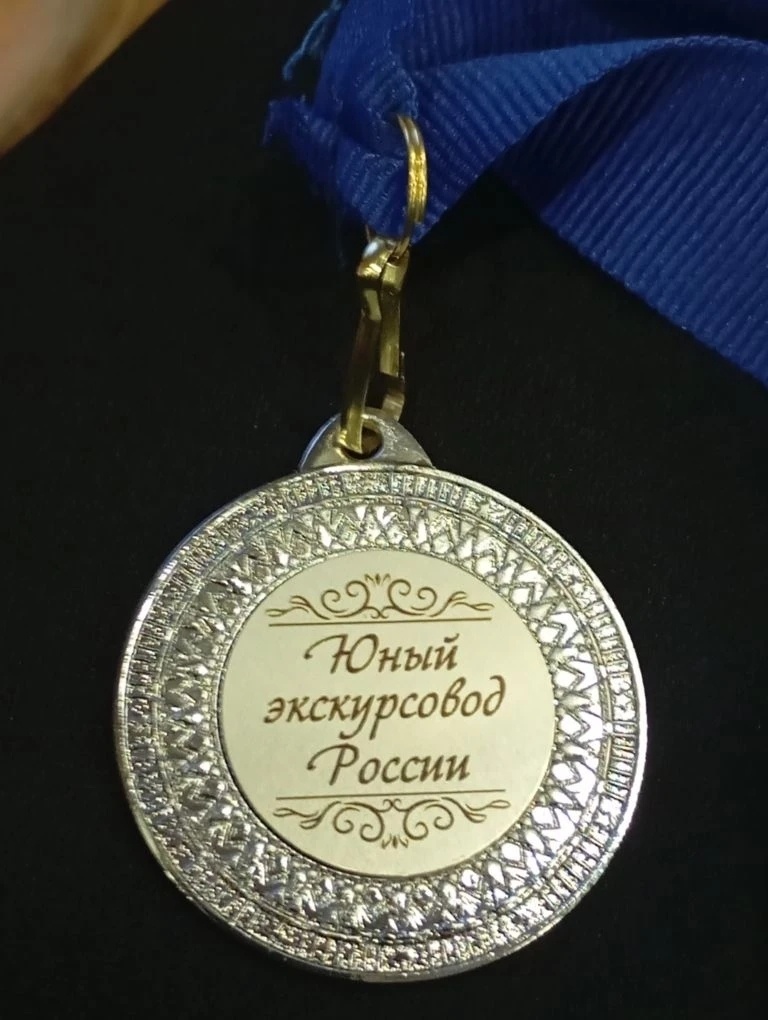 Юный
экскурсовод
России